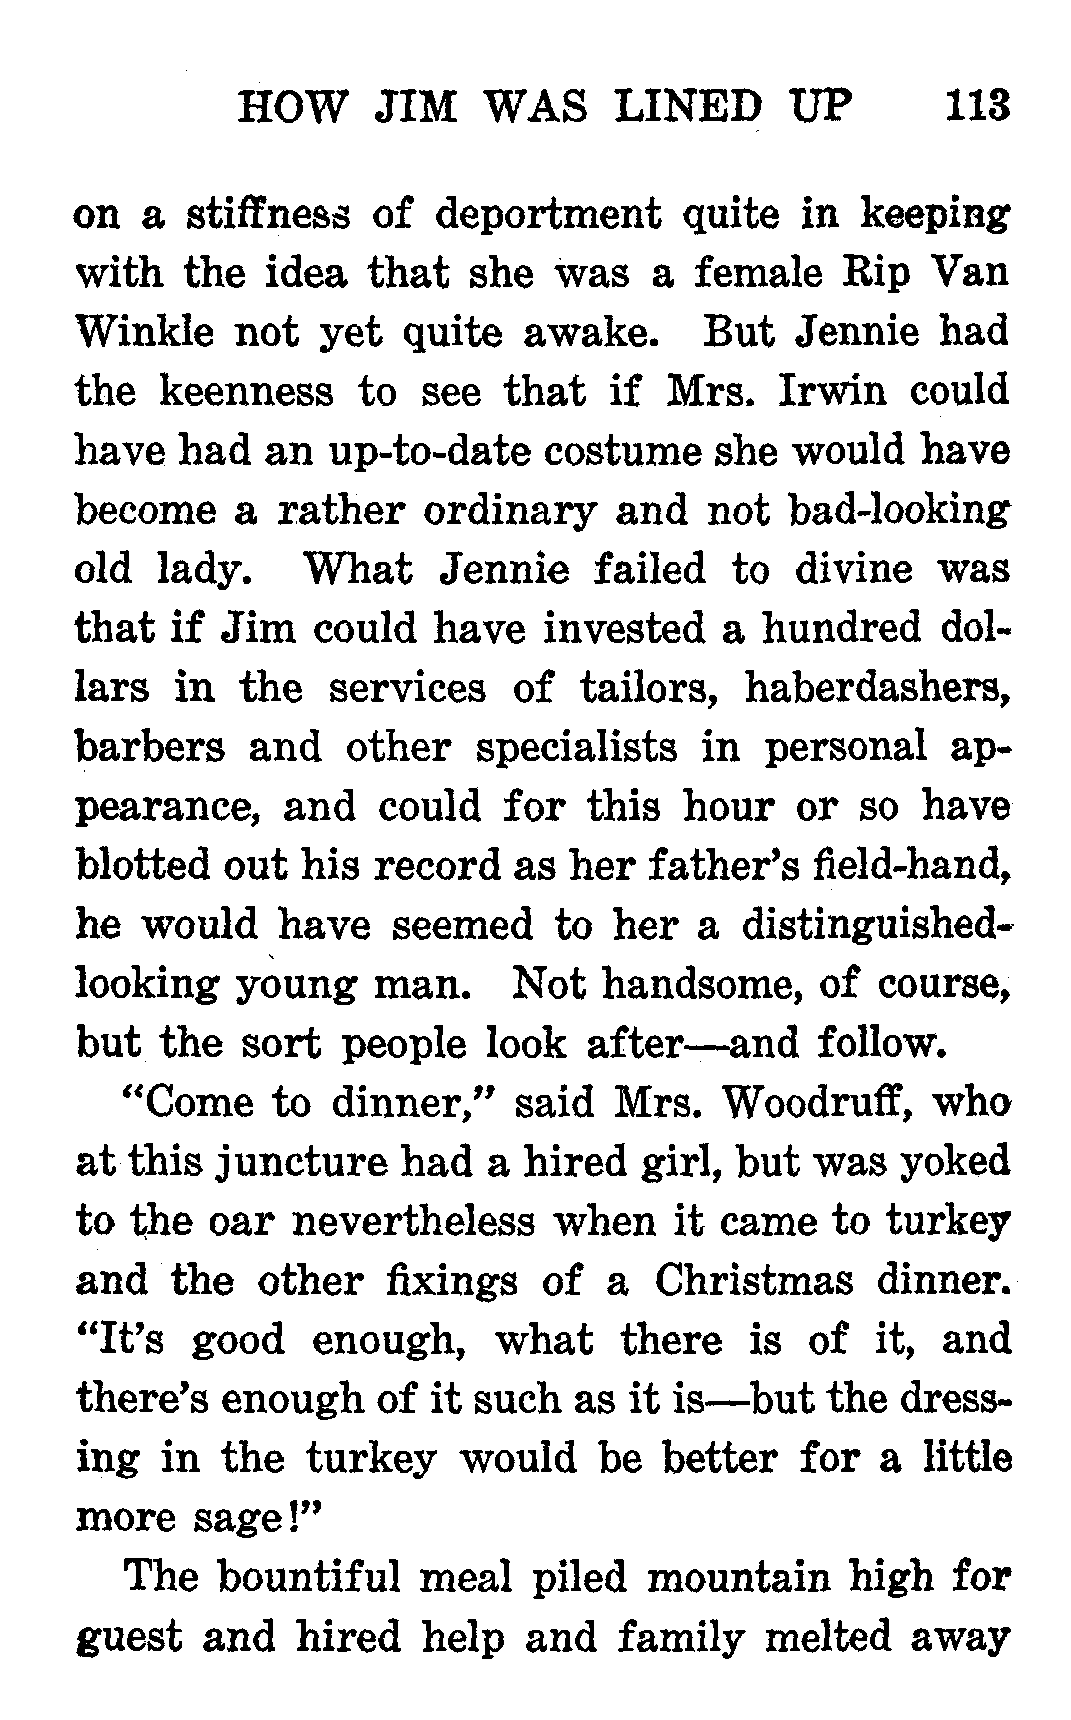 HOW JIM WAS LINED UP 113
on a stiffness of deportment quite in keeping
with the idea that she was a female Rip Van
Winkle not yet quite awake. But Jennie had
the keenness to see that if Mrs. Irwin could
have had an up-to-date costume she would have
become a rather ordinary and not bad-looking
old lady. What Jennie failed to divine was
that if Jim could have invested a hundred dol-
lars in the services of tailors, haberdashers,
barbers and other specialists in personal ap-
pearance, and could for this hour or so have
blotted out his record as her father's field-hand,
he would have seemed to her a distinguished-
looking young man. Not handsome, of course,
but the sort people look after—and follow.
"Come to dinner," said Mrs. Woodruff, who
at this juncture had a hired girl, but was yoked
to the oar nevertheless when it came to turkey
and the other fixings of a Christmas dinner.
"It's good enough, what there is of it, and
there's enough of it such as it is—but the dress-
ing in the turkey would be better for a little
more sage!"
The bountiful meal piled mountain high for
guest and hired help and family melted away